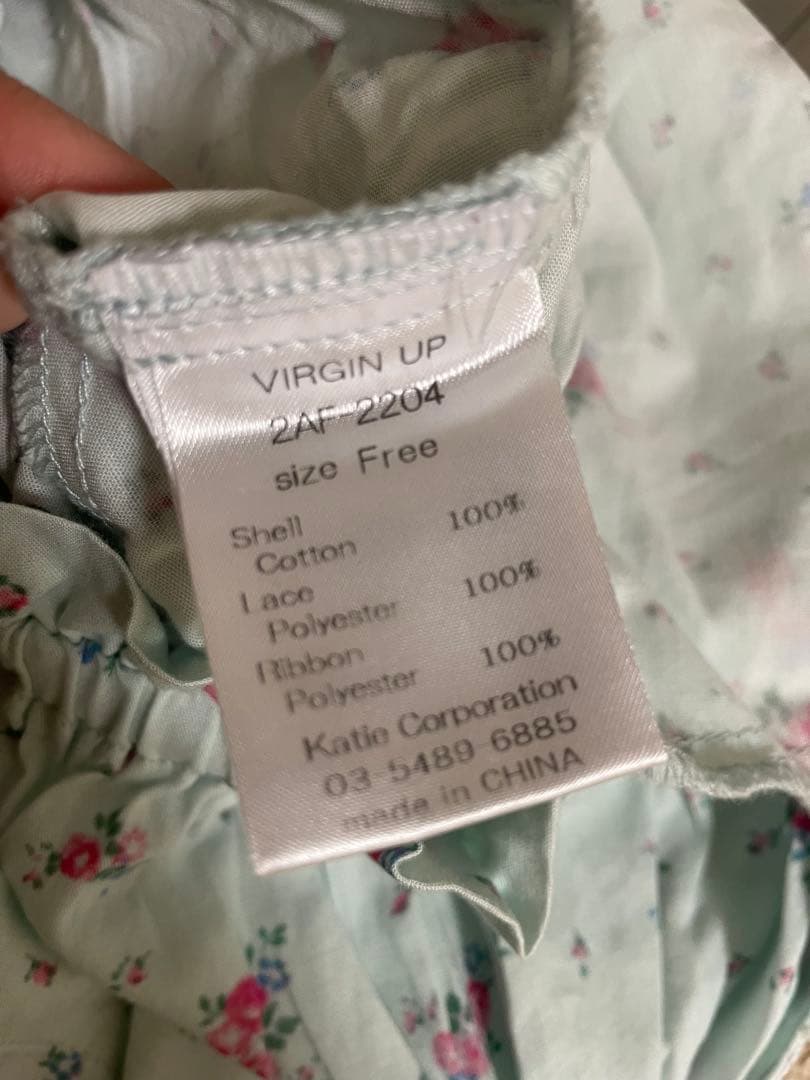 VIRGIN UP
2AF-2204
size Free
Shell
Cotton 100%
Lace
Polyester 100%
Ribbon
Polyester 100%
Katie Corporation
03-5489-6885
made in CHINA